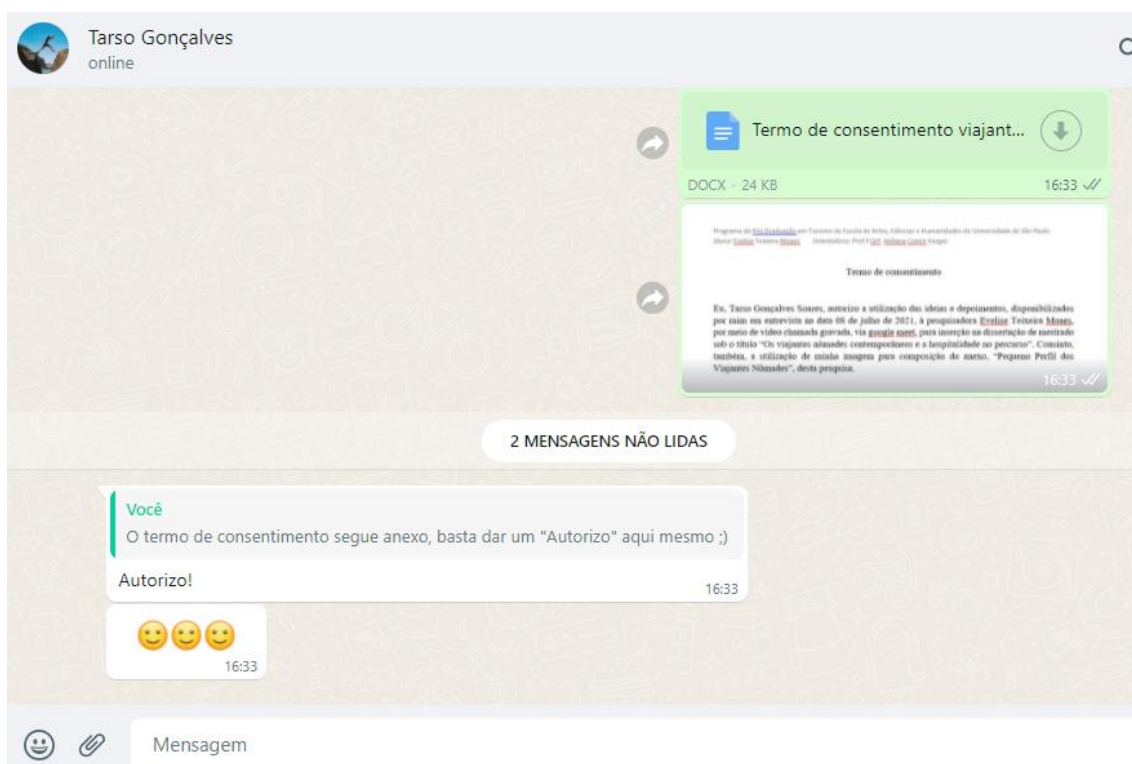 Tarso Gonçalves
online
Termo de consentimento viajant...
DOCX • 24 KB 16:33
Programa de Pós Graduação em Turismo da Escola de Artes, Ciências e Humanidades da Universidade de São Paulo
Teixeira Orientadora:
Termo de consentimento
Eu, Tarso Gonçalves Soares, autorizo a utilização das ideias e depoimentos, disponibilizados
por mim em entrevista na data 08 de julho de 2021, à pesquisadora Evelise Teixeira Moses,
por meio de vídeo chamada gravada, via google meet, para inserção na dissertação de mestrado
sob o título “Os viajantes nômades contemporâneos e a hospitalidade no percurso”. Consinto,
também, a utilização de minha imagem para composição do anexo, “Pequeno Perfil dos
Viajantes Nômades”, desta pesquisa.
16:33
2 MENSAGENS NÃO LIDAS
Você
O termo de consentimento segue anexo, basta dar um "Autorizo" aqui mesmo ;)
Autorizo!
16:33
16:33
Mensagem